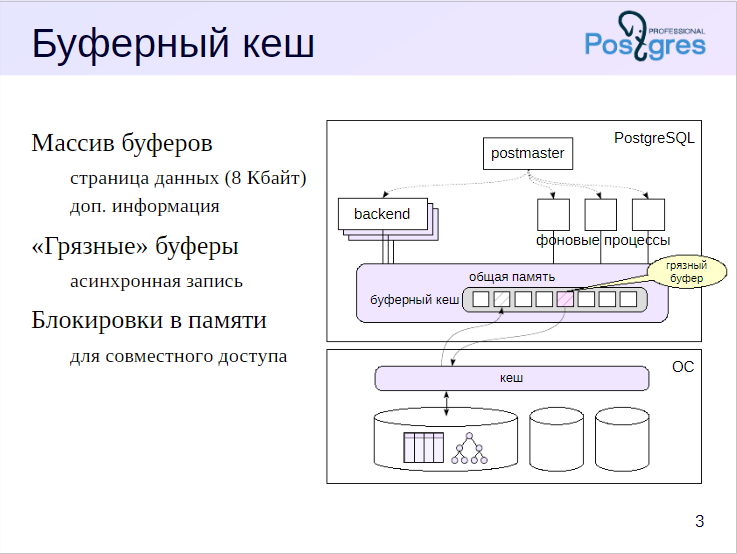 Буферный кеш
PROFESSIONAL
Postgres
Массив буферов
страница данных (8 Кбайт)
доп. информация
«Грязные» буферы
асинхронная запись
Блокировки в памяти
для совместного доступа
PostgreSQL
postmaster
backend
фоновые процессы
общая память
грязный
буфер
буферный кеш
ОС
кеш
3